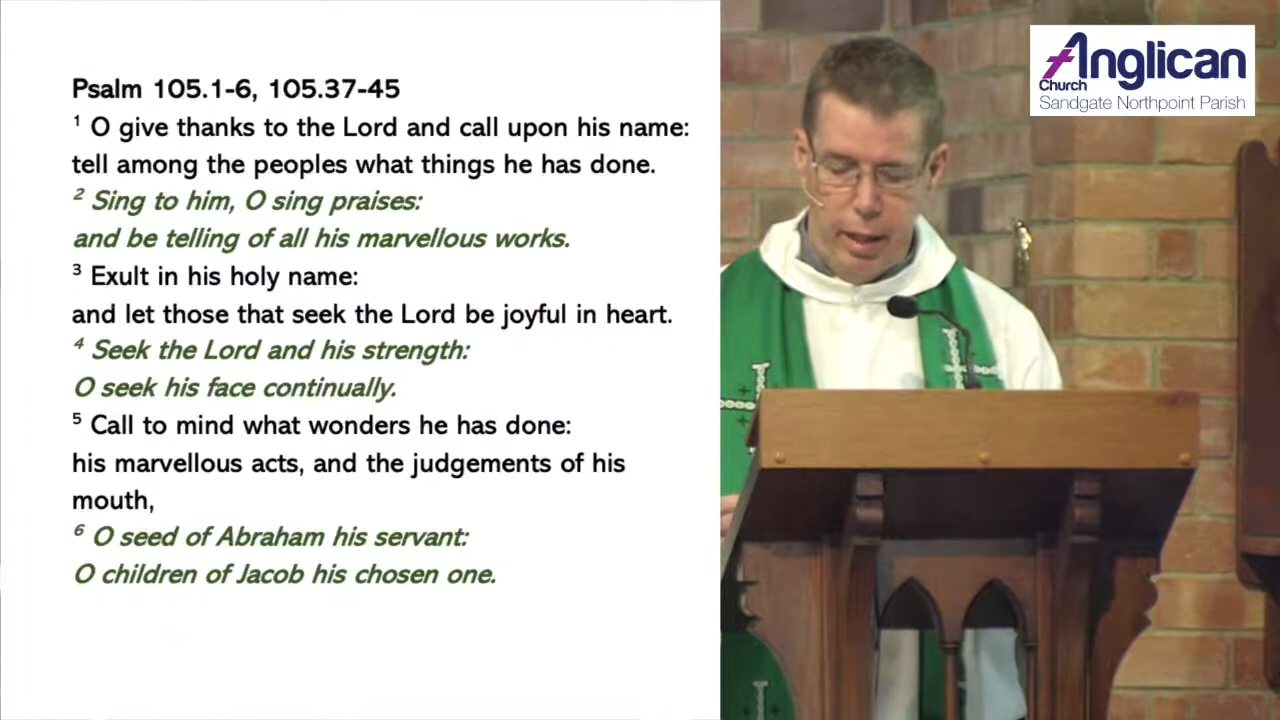 Psalm 105.1-6, 105.37-45
1 O give thanks to the Lord and call upon his name:
tell among the peoples what things he has done.
2 Sing to him, O sing praises:
and be telling of all his marvellous works.
3 Exult in his holy name:
and let those that seek the Lord be joyful in heart.
4 Seek the Lord and his strength:
O seek his face continually.
5 Call to mind what wonders he has done:
his marvellous acts, and the judgements of his
mouth,
6 O seed of Abraham his servant:
O children of Jacob his chosen one.
Anglican
Church
Sandgate Northpoint Parish